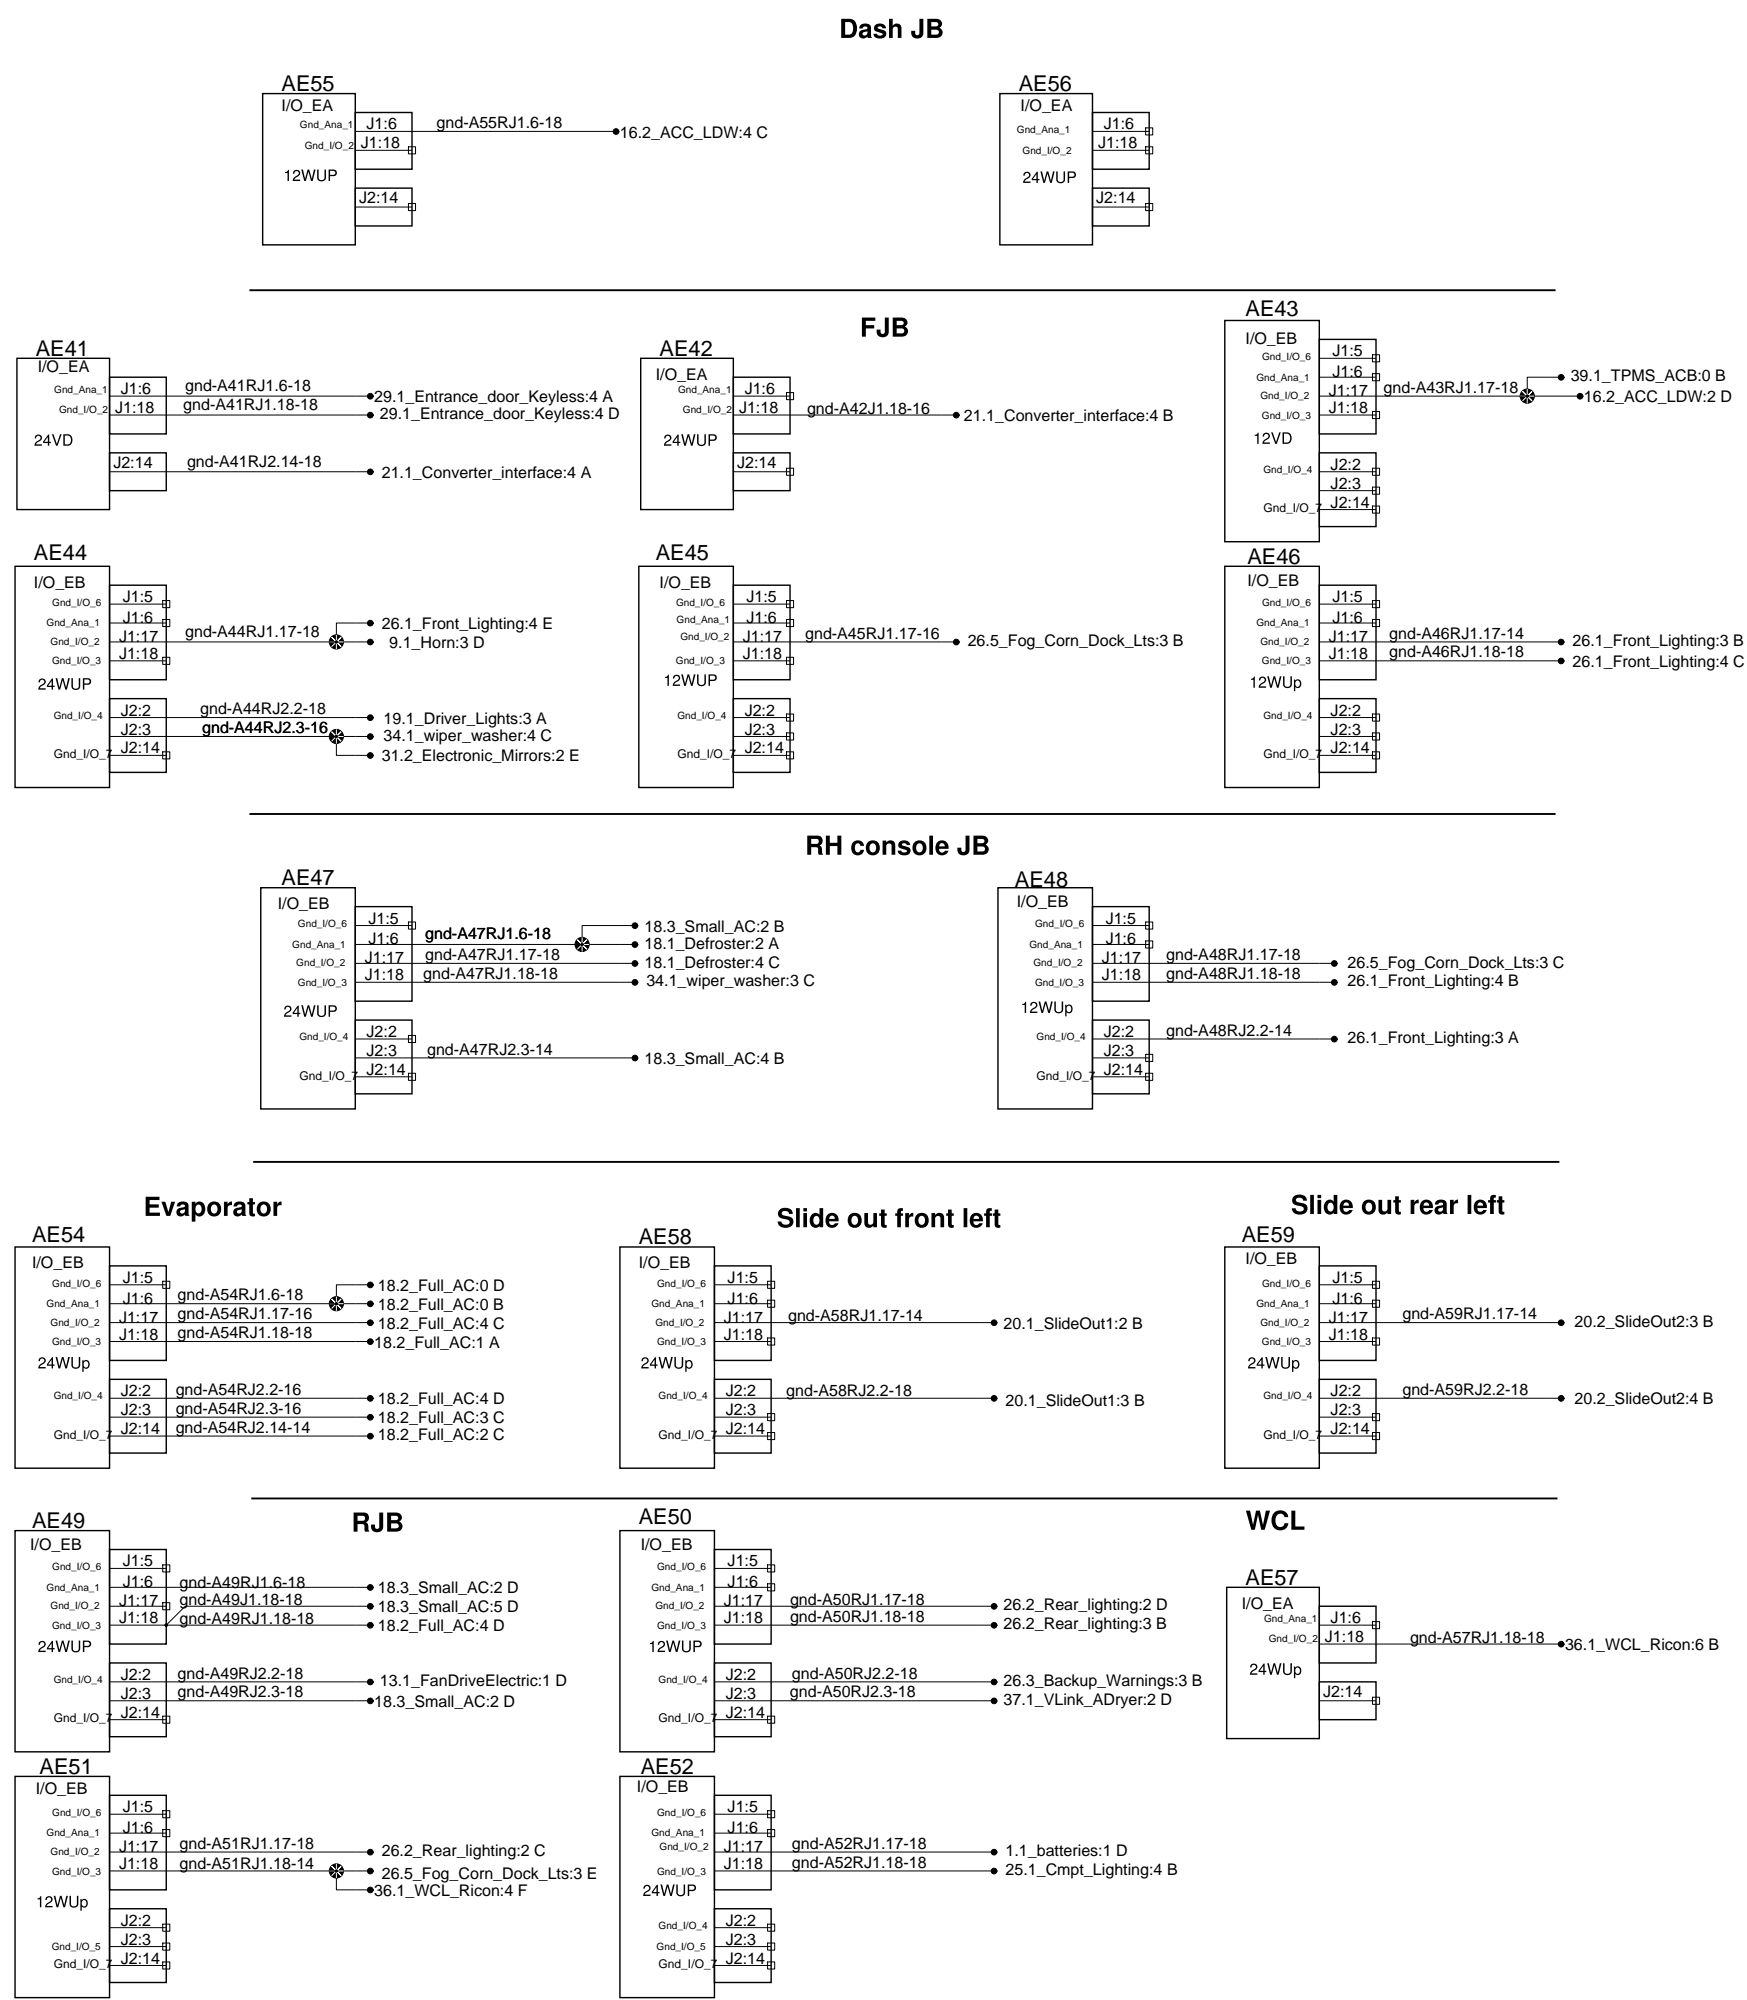 Dash JB
AE55
I/O_EA
Gnd_Ana_1 J1:6 gnd-A55RJ1.6-18 16.2_ACC_LDW:4 C
Gnd_I/O_2 J1:18
12WUP
J2:14
AE56
I/O_EA
Gnd_Ana_1 J1:6
Gnd_I/O_2 J1:18
24WUP
J2:14
FJB
AE41
I/O_EA
Gnd_Ana_1 J1:6 gnd-A41RJ1.6-18 29.1_Entrance_door_Keyless:4 A
Gnd_I/O_2 J1:18 gnd-A41RJ1.18-18 29.1_Entrance_door_Keyless:4 D
24VD
J2:14 gnd-A41RJ2.14-18 21.1_Converter_interface:4 A
AE42
I/O_EA
Gnd_Ana_1 J1:6
Gnd_I/O_2 J1:18 gnd-A42J1.18-16 21.1_Converter_interface:4 B
24WUP
J2:14
AE43
I/O_EB
Gnd_I/O_6 J1:5
Gnd_Ana_1 J1:6 39.1_TPMS_ACB:0 B
Gnd_I/O_2 J1:17 gnd-A43RJ1.17-18 16.2_ACC_LDW:2 D
Gnd_I/O_3 J1:18
12VD
Gnd_I/O_4 J2:2
J2:3
Gnd_I/O_7 J2:14
AE44
I/O_EB
Gnd_I/O_6 J1:5
Gnd_Ana_1 J1:6 26.1_Front_Lighting:4 E
Gnd_I/O_2 J1:17 gnd-A44RJ1.17-18 9.1_Horn:3 D
Gnd_I/O_3 J1:18
24WUP
Gnd_I/O_4 J2:2 gnd-A44RJ2.2-18 19.1_Driver_Lights:3 A
J2:3 gnd-A44RJ2.3-16 34.1_wiper_washer:4 C
Gnd_I/O_7 J2:14 31.2_Electronic_Mirrors:2 E
AE45
I/O_EB
Gnd_I/O_6 J1:5
Gnd_Ana_1 J1:6
Gnd_I/O_2 J1:17 gnd-A45RJ1.17-16 26.5_Fog_Corn_Dock_Lts:3 B
Gnd_I/O_3 J1:18
12WUP
Gnd_I/O_4 J2:2
J2:3
Gnd_I/O_7 J2:14
AE46
I/O_EB
Gnd_I/O_6 J1:5
Gnd_Ana_1 J1:6
Gnd_I/O_2 J1:17 gnd-A46RJ1.17-14 26.1_Front_Lighting:3 B
Gnd_I/O_3 J1:18 gnd-A46RJ1.18-18 26.1_Front_Lighting:4 C
12WUp
Gnd_I/O_4 J2:2
J2:3
Gnd_I/O_7 J2:14
RH console JB
AE47
I/O_EB
Gnd_I/O_6 J1:5 18.3_Small_AC:2 B
Gnd_Ana_1 J1:6 gnd-A47RJ1.6-18 18.1_Defroster:2 A
Gnd_I/O_2 J1:17 gnd-A47RJ1.17-18 18.1_Defroster:4 C
Gnd_I/O_3 J1:18 gnd-A47RJ1.18-18 34.1_wiper_washer:3 C
24WUP
Gnd_I/O_4 J2:2
J2:3 gnd-A47RJ2.3-14 18.3_Small_AC:4 B
Gnd_I/O_7 J2:14
AE48
I/O_EB
Gnd_I/O_6 J1:5
Gnd_Ana_1 J1:6
Gnd_I/O_2 J1:17 gnd-A48RJ1.17-18 26.5_Fog_Corn_Dock_Lts:3 C
Gnd_I/O_3 J1:18 gnd-A48RJ1.18-18 26.1_Front_Lighting:4 B
12WUp
Gnd_I/O_4 J2:2 gnd-A48RJ2.2-14 26.1_Front_Lighting:3 A
J2:3
Gnd_I/O_7 J2:14
Evaporator
AE54
I/O_EB
Gnd_I/O_6 J1:5 18.2_Full_AC:0 D
Gnd_Ana_1 J1:6 gnd-A54RJ1.6-18 18.2_Full_AC:0 B
Gnd_I/O_2 J1:17 gnd-A54RJ1.17-16 18.2_Full_AC:4 C
Gnd_I/O_3 J1:18 gnd-A54RJ1.18-18 18.2_Full_AC:1 A
24WUp
Gnd_I/O_4 J2:2 gnd-A54RJ2.2-16 18.2_Full_AC:4 D
J2:3 gnd-A54RJ2.3-16 18.2_Full_AC:3 C
Gnd_I/O_7 J2:14 gnd-A54RJ2.14-14 18.2_Full_AC:2 C
Slide out front left
AE58
I/O_EB
Gnd_I/O_6 J1:5
Gnd_Ana_1 J1:6
Gnd_I/O_2 J1:17 gnd-A58RJ1.17-14 20.1_SlideOut1:2 B
Gnd_I/O_3 J1:18
24WUp
Gnd_I/O_4 J2:2 gnd-A58RJ2.2-18 20.1_SlideOut1:3 B
J2:3
Gnd_I/O_7 J2:14
Slide out rear left
AE59
I/O_EB
Gnd_I/O_6 J1:5
Gnd_Ana_1 J1:6
Gnd_I/O_2 J1:17 gnd-A59RJ1.17-14 20.2_SlideOut2:3 B
Gnd_I/O_3 J1:18
24WUp
Gnd_I/O_4 J2:2 gnd-A59RJ2.2-18 20.2_SlideOut2:4 B
J2:3
Gnd_I/O_7 J2:14
RJB
AE49
I/O_EB
Gnd_I/O_6 J1:5
Gnd_Ana_1 J1:6 gnd-A49RJ1.6-18 18.3_Small_AC:2 D
Gnd_I/O_2 J1:17 gnd-A49J1.18-18 18.3_Small_AC:5 D
Gnd_I/O_3 J1:18 gnd-A49RJ1.18-18 18.2_Full_AC:4 D
24WUP
Gnd_I/O_4 J2:2 gnd-A49RJ2.2-18 13.1_FanDriveElectric:1 D
J2:3 gnd-A49RJ2.3-18 18.3_Small_AC:2 D
Gnd_I/O_7 J2:14
AE50
I/O_EB
Gnd_I/O_6 J1:5
Gnd_Ana_1 J1:6
Gnd_I/O_2 J1:17 gnd-A50RJ1.17-18 26.2_Rear_lighting:2 D
Gnd_I/O_3 J1:18 gnd-A50RJ1.18-18 26.2_Rear_lighting:3 B
12WUP
Gnd_I/O_4 J2:2 gnd-A50RJ2.2-18 26.3_Backup_Warnings:3 B
J2:3 gnd-A50RJ2.3-18 37.1_VLink_ADryer:2 D
Gnd_I/O_7 J2:14
WCL
AE57
I/O_EA
Gnd_Ana_1 J1:6
Gnd_I/O_2 J1:18 gnd-A57RJ1.18-18 36.1_WCL_Ricon:6 B
24WUp
J2:14
AE51
I/O_EB
Gnd_I/O_6 J1:5
Gnd_Ana_1 J1:6
Gnd_I/O_2 J1:17 gnd-A51RJ1.17-18 26.2_Rear_lighting:2 C
Gnd_I/O_3 J1:18 gnd-A51RJ1.18-14 26.5_Fog_Corn_Dock_Lts:3 E
36.1_WCL_Ricon:4 F
12WUp
J2:2
Gnd_I/O_5 J2:3
Gnd_I/O_7 J2:14
AE52
I/O_EB
Gnd_I/O_6 J1:5
Gnd_Ana_1 J1:6
Gnd_I/O_2 J1:17 gnd-A52RJ1.17-18 1.1_batteries:1 D
Gnd_I/O_3 J1:18 gnd-A52RJ1.18-18 25.1_Cmpt_Lighting:4 B
24WUP
Gnd_I/O_4 J2:2
Gnd_I/O_5 J2:3
Gnd_I/O_7 J2:14